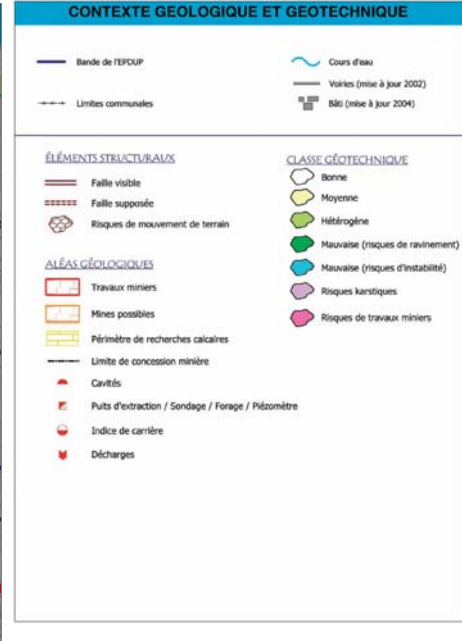 CONTEXTE GEOLOGIQUE ET GEOTECHNIQUE
Bande de l'EPDUP
Cours d'eau
Voiries (mise à jour 2002)
Limites communales
Bâti (mise à jour 2004)
ÉLÉMENTS STRUCTURAUX
Faille visible
Faille supposée
Risques de mouvement de terrain
ALÉAS GÉOLOGIQUES
Travaux miniers
Mines possibles
Périmètre de recherches calcaires
Limite de concession minière
Cavités
Puits d'extraction / Sondage / Forage / Piézomètre
Indice de carrière
Décharges
CLASSE GÉOTECHNIQUE
Bonne
Moyenne
Hétérogène
Mauvaise (risques de ravinement)
Mauvaise (risques d'instabilité)
Risques karstiques
Risques de travaux miniers